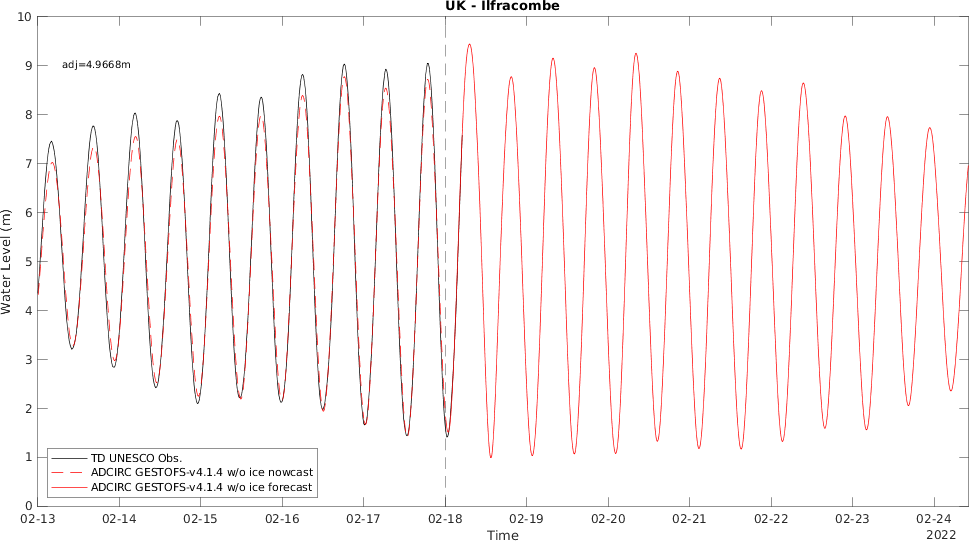 UK - Ilfracombe
adj=4.9668m
10
9
8
7
6
5
4
3
2
1
0
Water Level (m)
TD UNESCO Obs.
ADCIRC GESTOFS-v4.1.4 w/o ice nowcast
ADCIRC GESTOFS-v4.1.4 w/o ice forecast
02-13 02-14 02-15 02-16 02-17 02-18 02-19 02-20 02-21 02-22 02-23 02-24
Time
2022